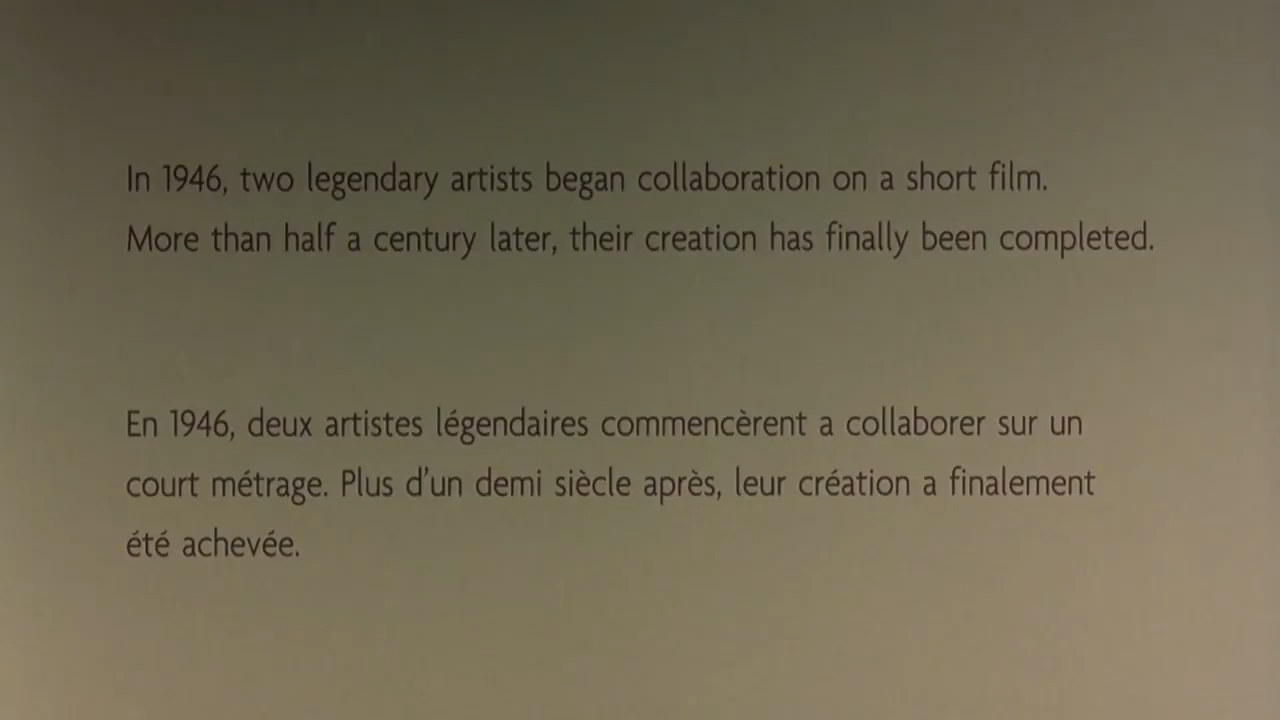 In 1946, two legendary artists began collaboration on a short film.
More than half a century later, their creation has finally been completed.
En 1946, deux artistes légendaires commencèrent a collaborer sur un
court métrage. Plus d'un demi siècle après, leur création a finalement
été achevée.